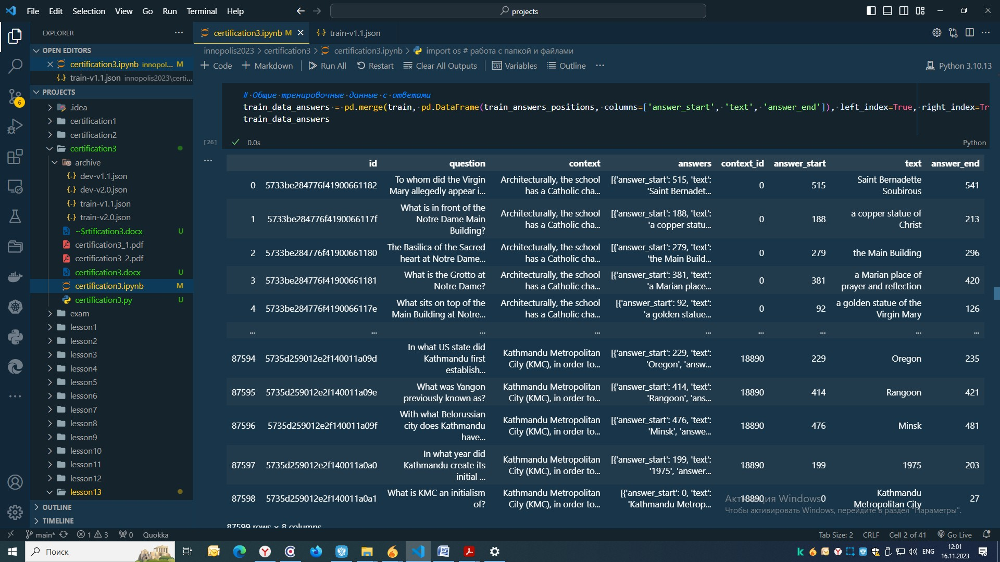 File Edit Selection View Go Run Terminal Help
projects
EXPLORER
certification3.ipynb M
train-v1.1.json
OPEN EDITORS
certification3.ipynb innopol... M
train-v1.1.json innopolis2023\certi...
innopolis2023 certification3 certification3.ipynb import os # работа с папкой и файлами
Code Markdown Run All Restart Clear All Outputs Variables Outline
Python 3.10.13
PROJECTS
.idea
certification1
certification2
certification3
archive
dev-v1.1.json
dev-v2.0.json
train-v1.1.json
train-v2.0.json
~$rtification3.docx U
certification3_1.pdf
certification3_2.pdf
certification3.docx U
certification3.ipynb M
certification3.py U
exam
lesson1
lesson2
lesson3
lesson4
lesson5
lesson6
lesson7
lesson8
lesson9
lesson10
lesson11
lesson12
lesson13
OUTLINE
TIMELINE
# Общие тренировочные данные с ответами
train_data_answers = pd.merge(train, pd.DataFrame(train_answers_positions, columns=['answer_start', 'text', 'answer_end']), left_index=True, right_index=Tr
train_data_answers
[26] 0.0s
Python
id question context answers context_id answer_start text answer_end
0 5733be284776f41900661182 To whom did the Virgin Mary allegedly appear i... Architecturally, the school has a Catholic cha... [{'answer_start': 515, 'text': 'Saint Bernadet... 0 515 Saint Bernadette Soubirous 541
1 5733be284776f4190066117f What is in front of the Notre Dame Main Building? Architecturally, the school has a Catholic cha... [{'answer_start': 188, 'text': 'a copper statu... 0 188 a copper statue of Christ 213
2 5733be284776f41900661180 The Basilica of the Sacred heart at Notre Dame... Architecturally, the school has a Catholic cha... [{'answer_start': 279, 'text': 'the Main Build... 0 279 the Main Building 296
3 5733be284776f41900661181 What is the Grotto at Notre Dame? Architecturally, the school has a Catholic cha... [{'answer_start': 381, 'text': 'a Marian place... 0 381 a Marian place of prayer and reflection 420
4 5733be284776f4190066117e What sits on top of the Main Building at Notre... Architecturally, the school has a Catholic cha... [{'answer_start': 92, 'text': 'a golden statue... 0 92 a golden statue of the Virgin Mary 126
... ... ... ... ... ... ... ... ...
87594 5735d259012e2f140011a09d In what US state did Kathmandu first establish... Kathmandu Metropolitan City (KMC), in order to... [{'answer_start': 229, 'text': 'Oregon', 'answ... 18890 229 Oregon 235
87595 5735d259012e2f140011a09e What was Yangon previously known as? Kathmandu Metropolitan City (KMC), in order to... [{'answer_start': 414, 'text': 'Rangoon', 'ans... 18890 414 Rangoon 421
87596 5735d259012e2f140011a09f With what Belorussian city does Kathmandu have... Kathmandu Metropolitan City (KMC), in order to... [{'answer_start': 476, 'text': 'Minsk', 'answe... 18890 476 Minsk 481
87597 5735d259012e2f140011a0a0 In what year did Kathmandu create its initial ... Kathmandu Metropolitan City (KMC), in order to... [{'answer_start': 199, 'text': '1975', 'answer... 18890 199 1975 203
87598 5735d259012e2f140011a0a1 What is KMC an initialism of? Kathmandu Metropolitan City (KMC), in order to... [{'answer_start': 0, 'text': 'Kathmandu Metrop... 18890 0 Kathmandu Metropolitan City 27
87599 rows × 8 columns
Активация Windows
Чтобы активировать Windows, перейдите в раздел "Параметры".
6
main* 1 3 0 Quokka
Tab Size: 2 CRLF Cell 2 of 41 Go Live
Поиск
ENG
12:01
16.11.2023